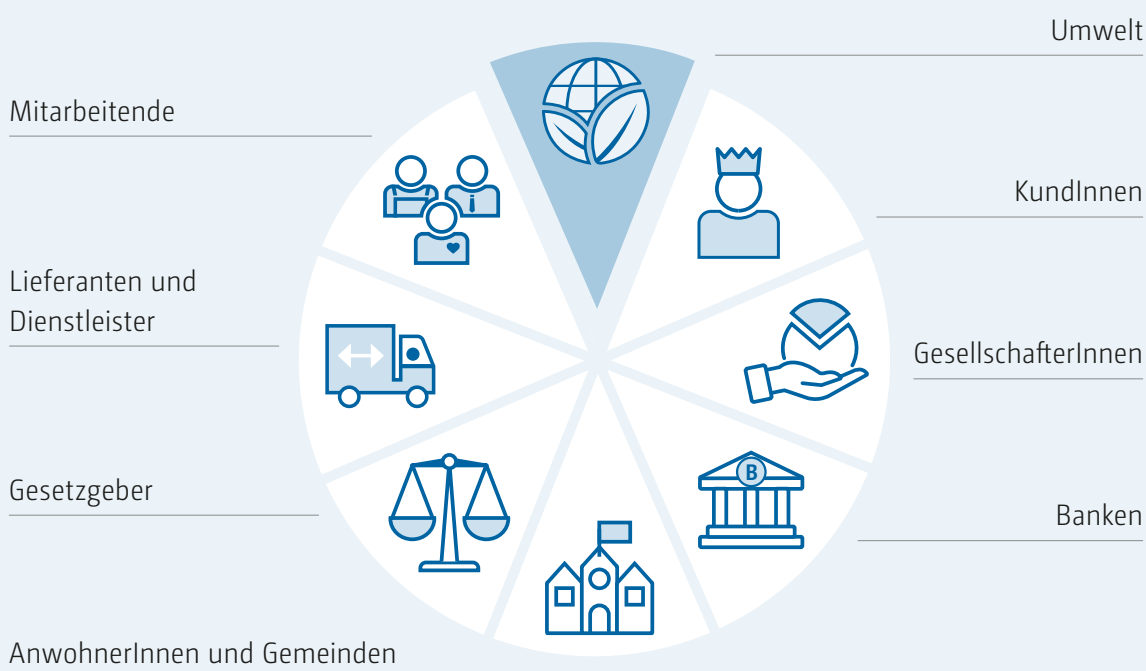 Umwelt
Mitarbeitende
KundInnen
Lieferanten und
Dienstleister
GesellschafterInnen
Gesetzgeber
B
Banken
AnwohnerInnen und Gemeinden